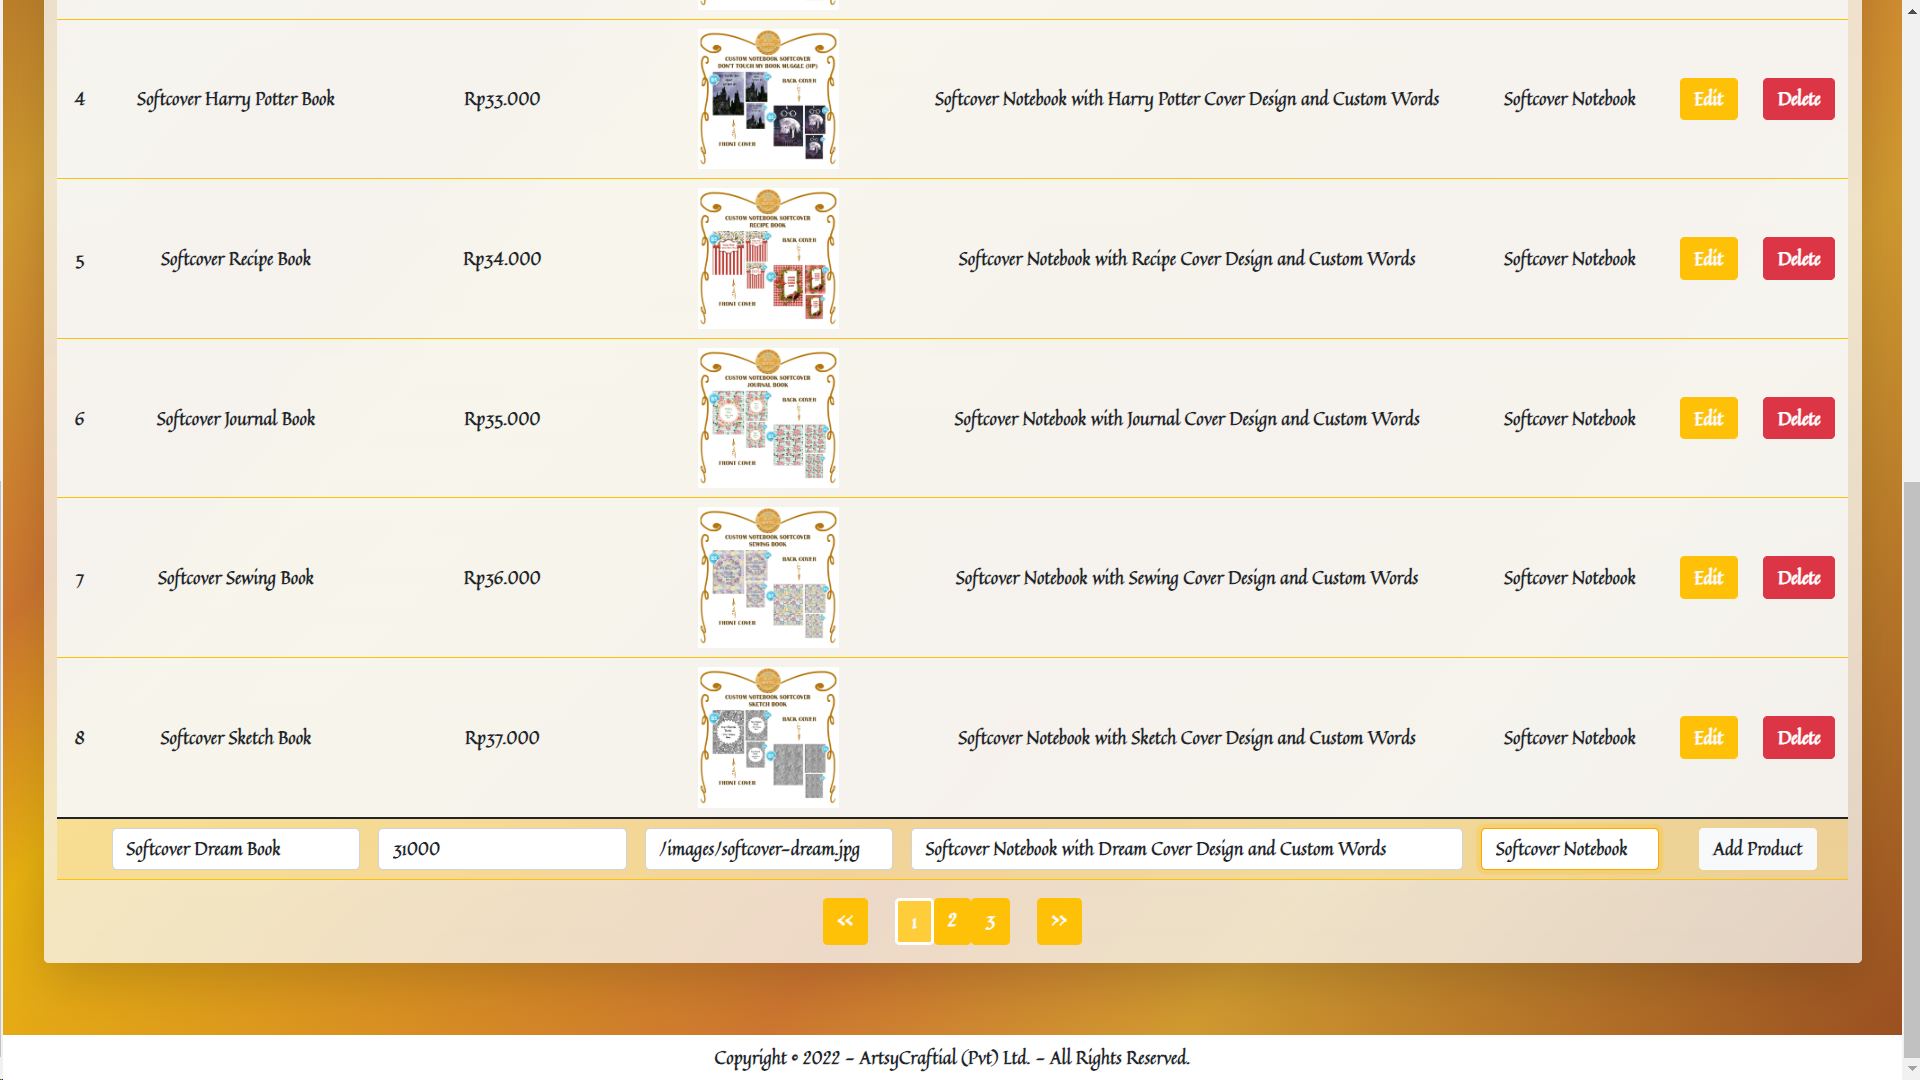 CUSTOM NOTEBOOK SOFTCOVER
DON'T TOUCH MY BOOK MUGGLE (HP)
BACK COVER
FRONT COVER
4 Softcover Harry Potter Book Rp33.000 Softcover Notebook with Harry Potter Cover Design and Custom Words Softcover Notebook Edit Delete
CUSTOM NOTEBOOK SOFTCOVER
RECIPE BOOK
BACK COVER
FRONT COVER
5 Softcover Recipe Book Rp34.000 Softcover Notebook with Recipe Cover Design and Custom Words Softcover Notebook Edit Delete
CUSTOM NOTEBOOK SOFTCOVER
JOURNAL BOOK
BACK COVER
FRONT COVER
6 Softcover Journal Book Rp35.000 Softcover Notebook with Journal Cover Design and Custom Words Softcover Notebook Edit Delete
CUSTOM NOTEBOOK SOFTCOVER
SEWING BOOK
BACK COVER
FRONT COVER
7 Softcover Sewing Book Rp36.000 Softcover Notebook with Sewing Cover Design and Custom Words Softcover Notebook Edit Delete
CUSTOM NOTEBOOK SOFTCOVER
SKETCH BOOK
BACK COVER
FRONT COVER
8 Softcover Sketch Book Rp37.000 Softcover Notebook with Sketch Cover Design and Custom Words Softcover Notebook Edit Delete
Softcover Dream Book 31000 /images/softcover-dream.jpg Softcover Notebook with Dream Cover Design and Custom Words Softcover Notebook Add Product
« 1 2 3 »
Copyright © 2022 - ArtsyCraftial (Pvt) Ltd. - All Rights Reserved.